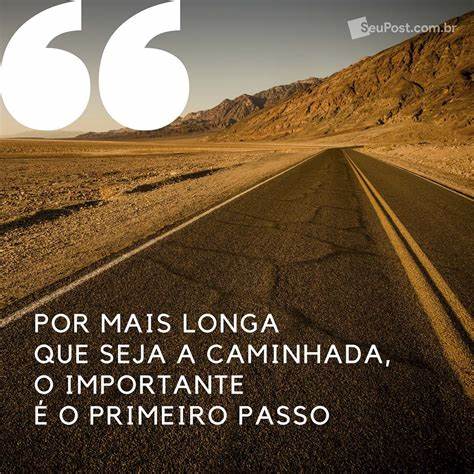 SeuPost.com.br
POR MAIS LONGA
QUE SEJA A CAMINHADA,
O IMPORTANTE
É O PRIMEIRO PASSO